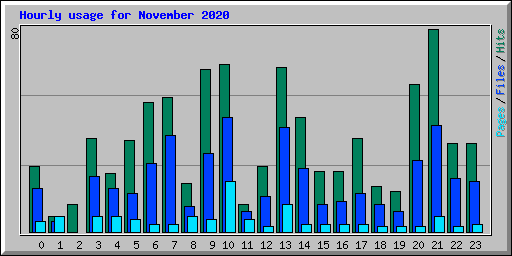 Hourly usage for November 2020
80
Pages/Files/Hits
0 1 2 3 4 5 6 7 8 9 10 11 12 13 14 15 16 17 18 19 20 21 22 23